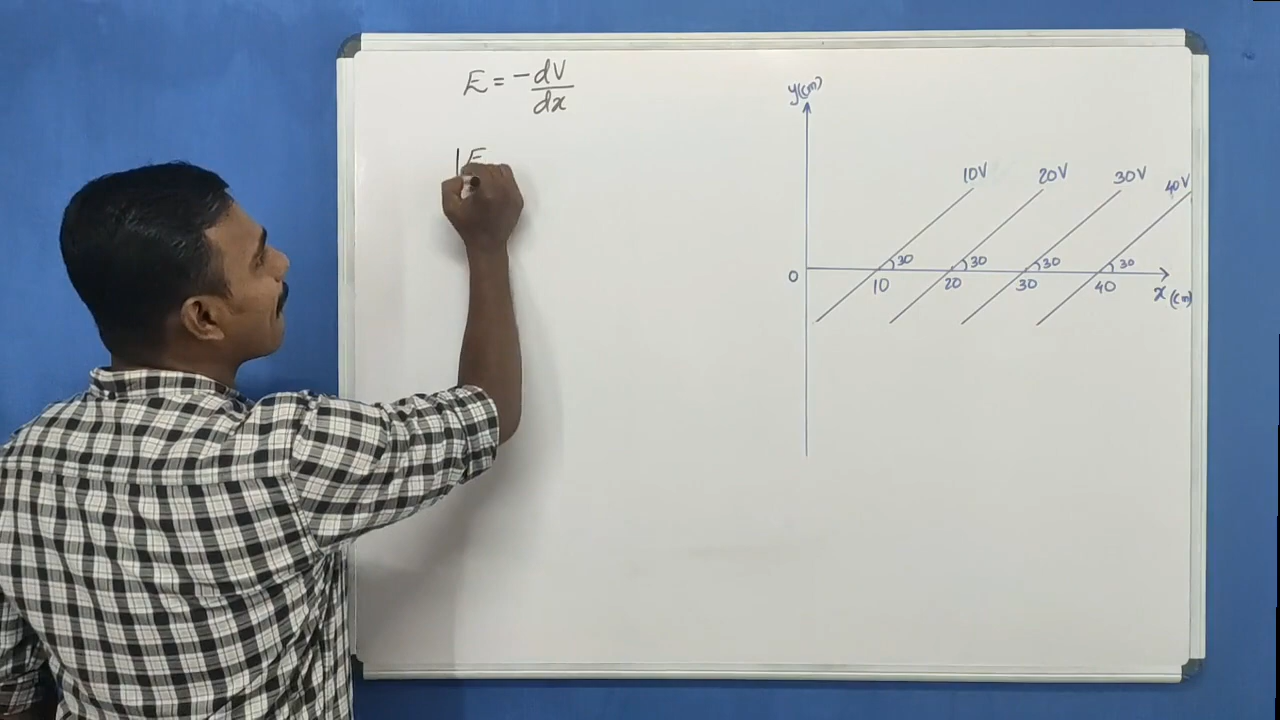 E = -dV/dx
|E
y(cm)
10V 20V 30V 40V
30 30 30 30
0
10 20 30 40
x (cm)